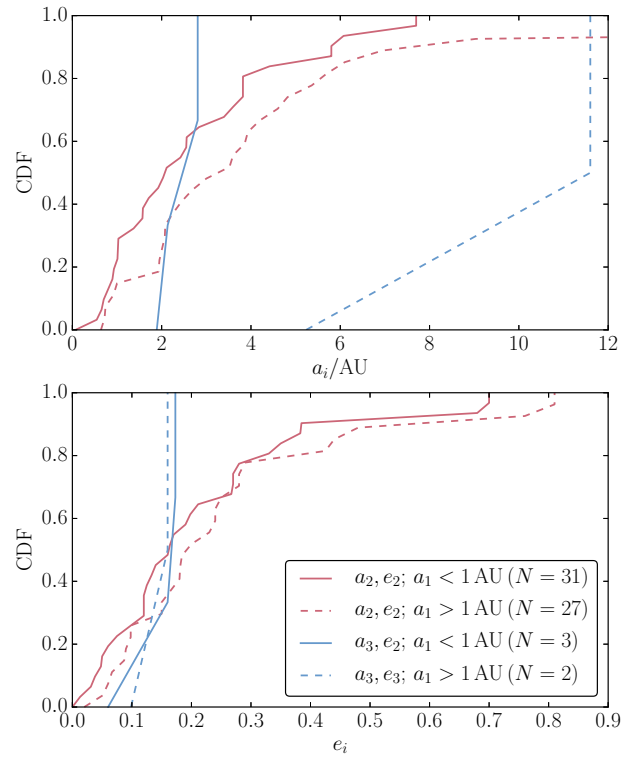 1.0
0.8
0.6
0.4
0.2
0.0
CDF
0 2 4 6 8 10 12
a_i/AU
1.0
0.8
0.6
0.4
0.2
0.0
CDF
a_2, e_2; a_1 < 1 AU (N = 31)
a_2, e_2; a_1 > 1 AU (N = 27)
a_3, e_2; a_1 < 1 AU (N = 3)
a_3, e_3; a_1 > 1 AU (N = 2)
0.0 0.1 0.2 0.3 0.4 0.5 0.6 0.7 0.8 0.9
e_i